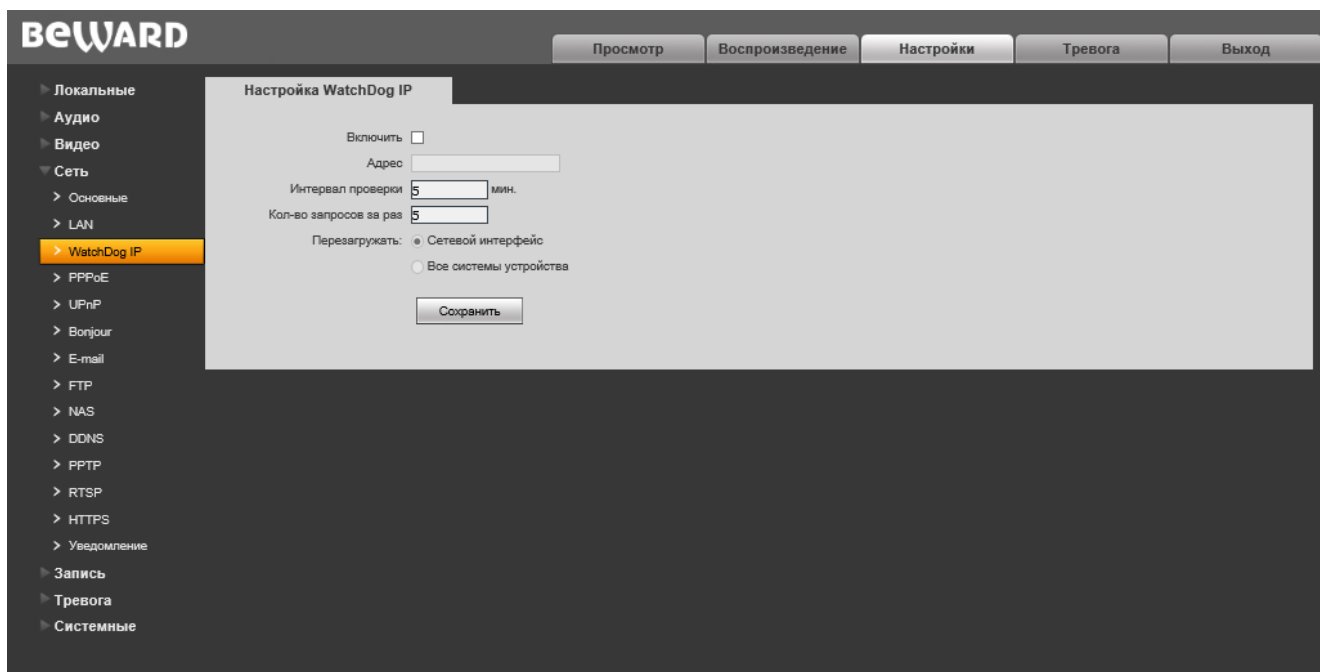 BEWARD
Просмотр
Воспроизведение
Настройки
Тревога
Выход
Локальные
Аудио
Видео
Сеть
Основные
LAN
WatchDog IP
PPPoE
UPnP
Bonjour
E-mail
FTP
NAS
DDNS
PPTP
RTSP
HTTPS
Уведомление
Запись
Тревога
Системные
Настройка WatchDog IP
Включить
Адрес
Интервал проверки 5 мин.
Кол-во запросов за раз 5
Перезагружать: Сетевой интерфейс
Все системы устройства
Сохранить